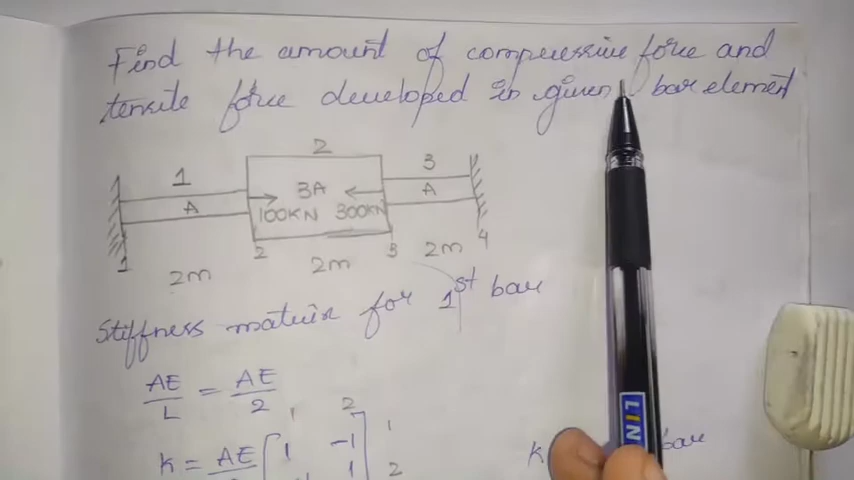 Find the amount of compressive force and
tensile force developed in given bar element
1 2 3
A 3A A
100KN 300KN
1 2 3 4
2m 2m 2m
Stiffness matrix for 1st bar
AE/L = AE/2
1 2
K = AE [ 1 -1 ] 1
1 2
K bar
LINC